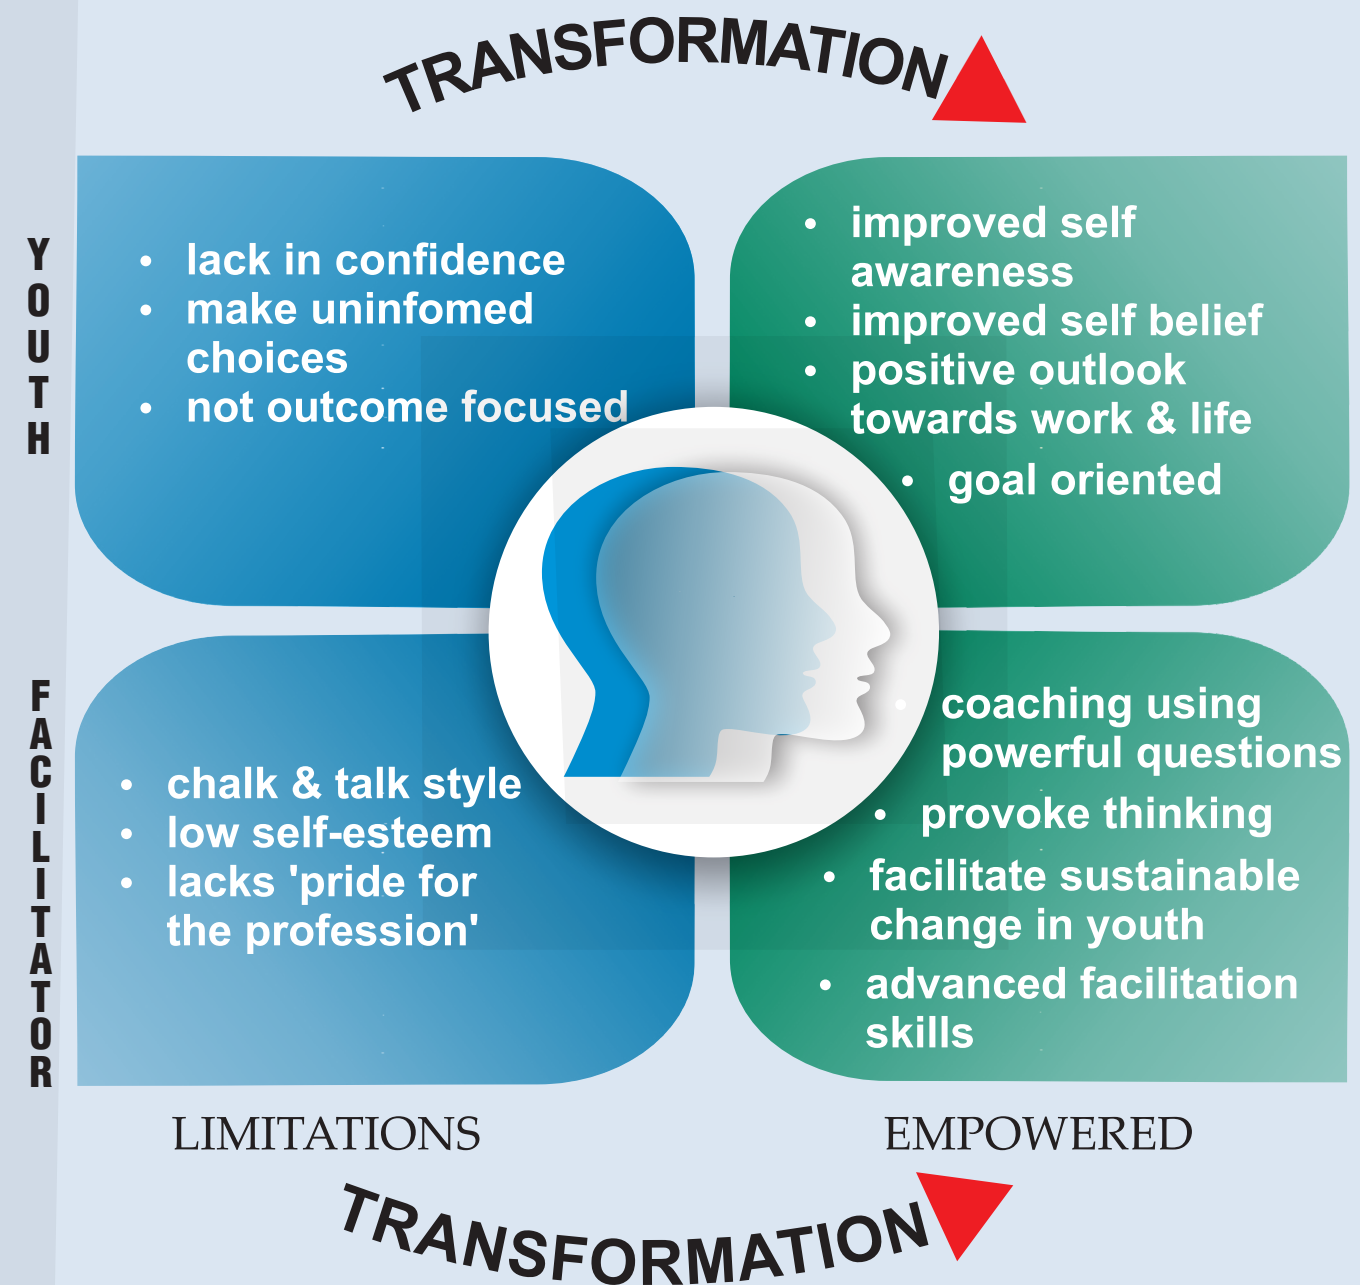 TRANSFORMATION
YOUTH
• lack in confidence
• make uninfomed
choices
• not outcome focused
• improved self
awareness
• improved self belief
• positive outlook
towards work & life
• goal oriented
FACILITATOR
• chalk & talk style
• low self-esteem
• lacks 'pride for
the profession'
• coaching using
powerful questions
• provoke thinking
• facilitate sustainable
change in youth
• advanced facilitation
skills
LIMITATIONS
EMPOWERED
TRANSFORMATION